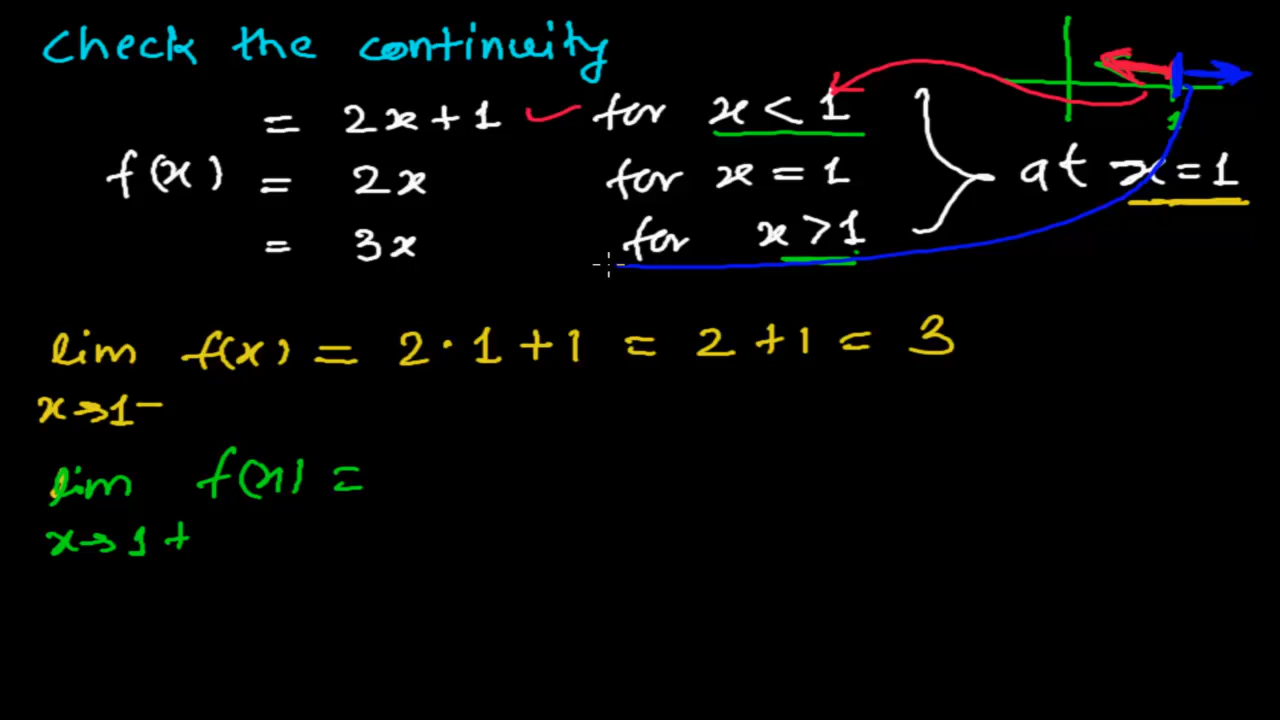 Check the continuity
= 2x+1 for x < 1
f(x) = 2x for x = 1 at x=1
= 3x for x > 1
1
lim f(x) = 2·1+1 = 2+1 = 3
x→1−
lim f(x) =
x→1+